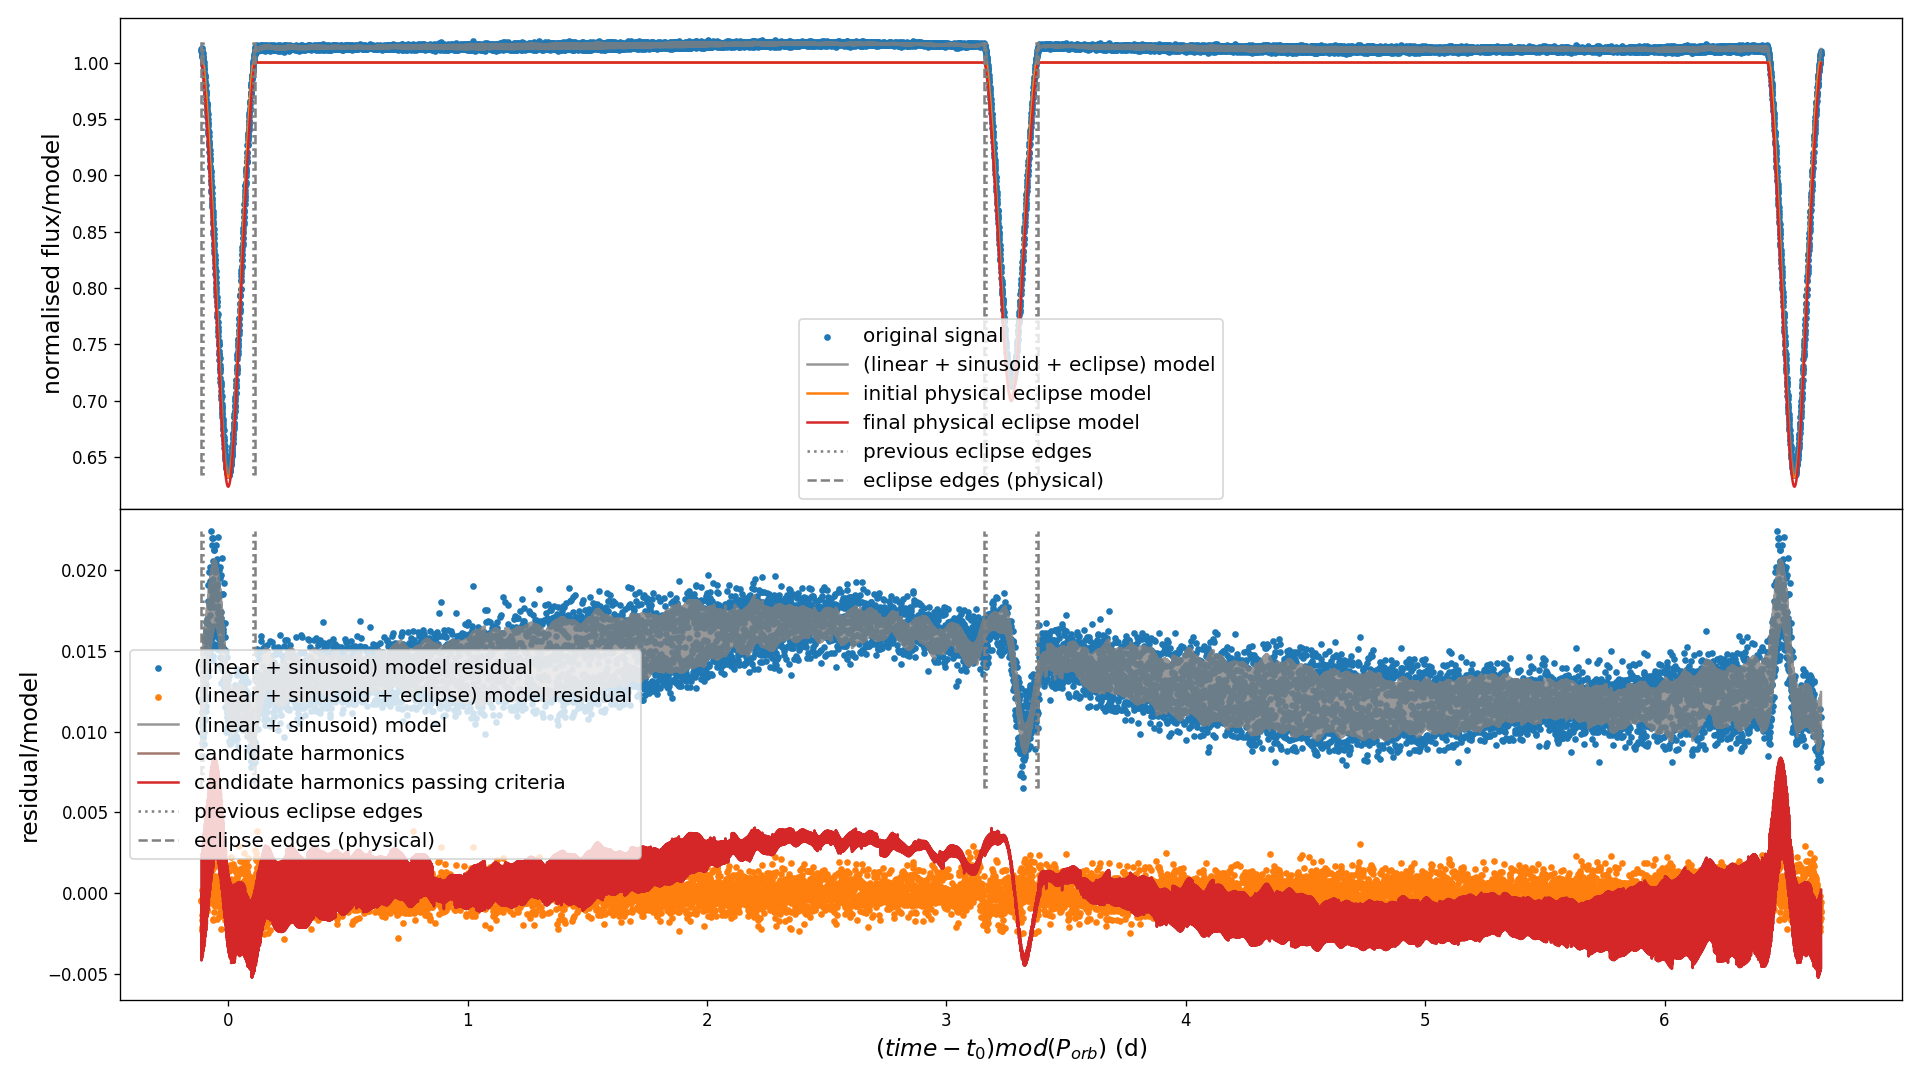 1.00
0.95
0.90
0.85
0.80
0.75
0.70
0.65
normalised flux/model
original signal
(linear + sinusoid + eclipse) model
initial physical eclipse model
final physical eclipse model
previous eclipse edges
eclipse edges (physical)
0.020
0.015
0.010
0.005
0.000
−0.005
residual/model
(linear + sinusoid) model residual
(linear + sinusoid + eclipse) model residual
(linear + sinusoid) model
candidate harmonics
candidate harmonics passing criteria
previous eclipse edges
eclipse edges (physical)
0 1 2 3 4 5 6
(time − t₀)mod(P_orb) (d)